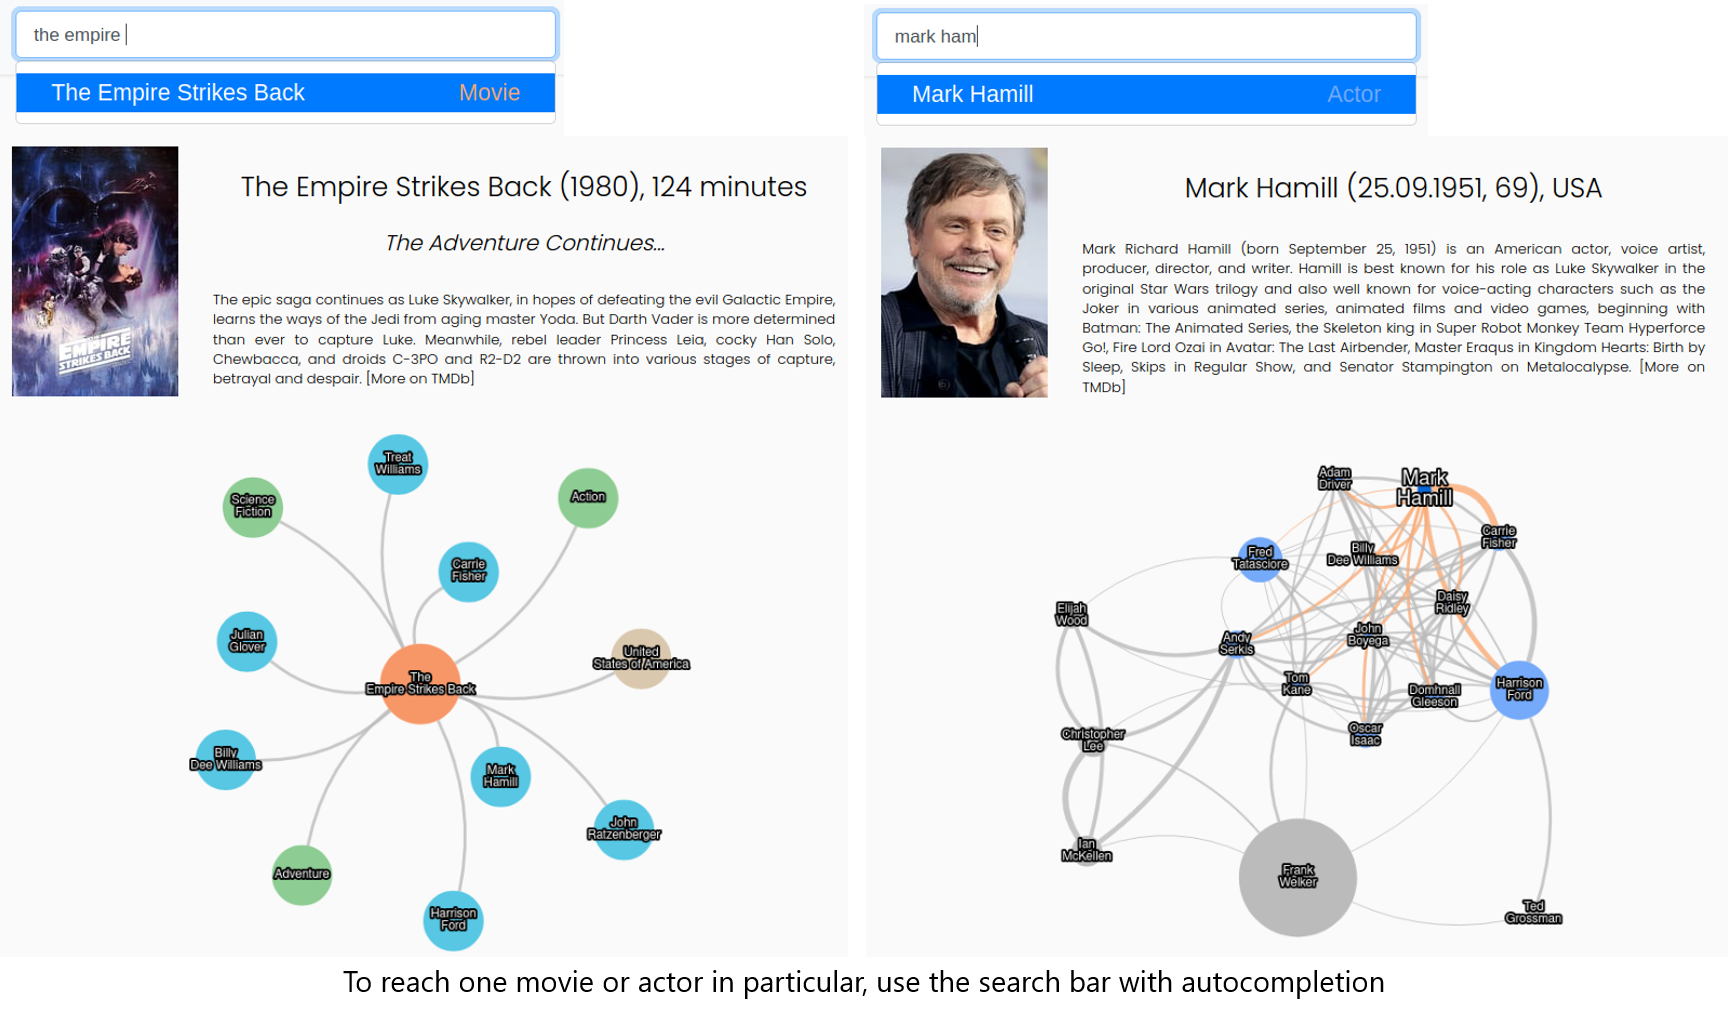 the empire
The Empire Strikes Back Movie
EMPIRE
STRIKES BACK
The Empire Strikes Back (1980), 124 minutes
The Adventure Continues...
The epic saga continues as Luke Skywalker, in hopes of defeating the evil Galactic Empire,
learns the ways of the Jedi from aging master Yoda. But Darth Vader is more determined
than ever to capture Luke. Meanwhile, rebel leader Princess Leia, cocky Han Solo,
Chewbacca, and droids C-3PO and R2-D2 are thrown into various stages of capture,
betrayal and despair. [More on TMDb]
Treat
Williams
Science
Fiction
Action
Carrie
Fisher
Julian
Glover
United
States of America
The
Empire Strikes Back
Billy
Dee Williams
Mark
Hamill
John
Ratzenberger
Adventure
Harrison
Ford
mark ham
Mark Hamill Actor
Mark Hamill (25.09.1951, 69), USA
Mark Richard Hamill (born September 25, 1951) is an American actor, voice artist,
producer, director, and writer. Hamill is best known for his role as Luke Skywalker in the
original Star Wars trilogy and also well known for voice-acting characters such as the
Joker in various animated series, animated films and video games, beginning with
Batman: The Animated Series, the Skeleton king in Super Robot Monkey Team Hyperforce
Go!, Fire Lord Ozai in Avatar: The Last Airbender, Master Eraqus in Kingdom Hearts: Birth by
Sleep, Skips in Regular Show, and Senator Stampington on Metalocalypse. [More on
TMDb]
Adam
Driver
Mark
Hamill
Carrie
Fisher
Fred
Tatasciore
Billy
Dee Williams
Daisy
Ridley
Elijah
Wood
John
Boyega
Andy
Serkis
Tom
Kane
Domhnall
Gleeson
Harrison
Ford
Oscar
Isaac
Christopher
Lee
Ian
McKellen
Frank
Welker
Ted
Grossman
To reach one movie or actor in particular, use the search bar with autocompletion